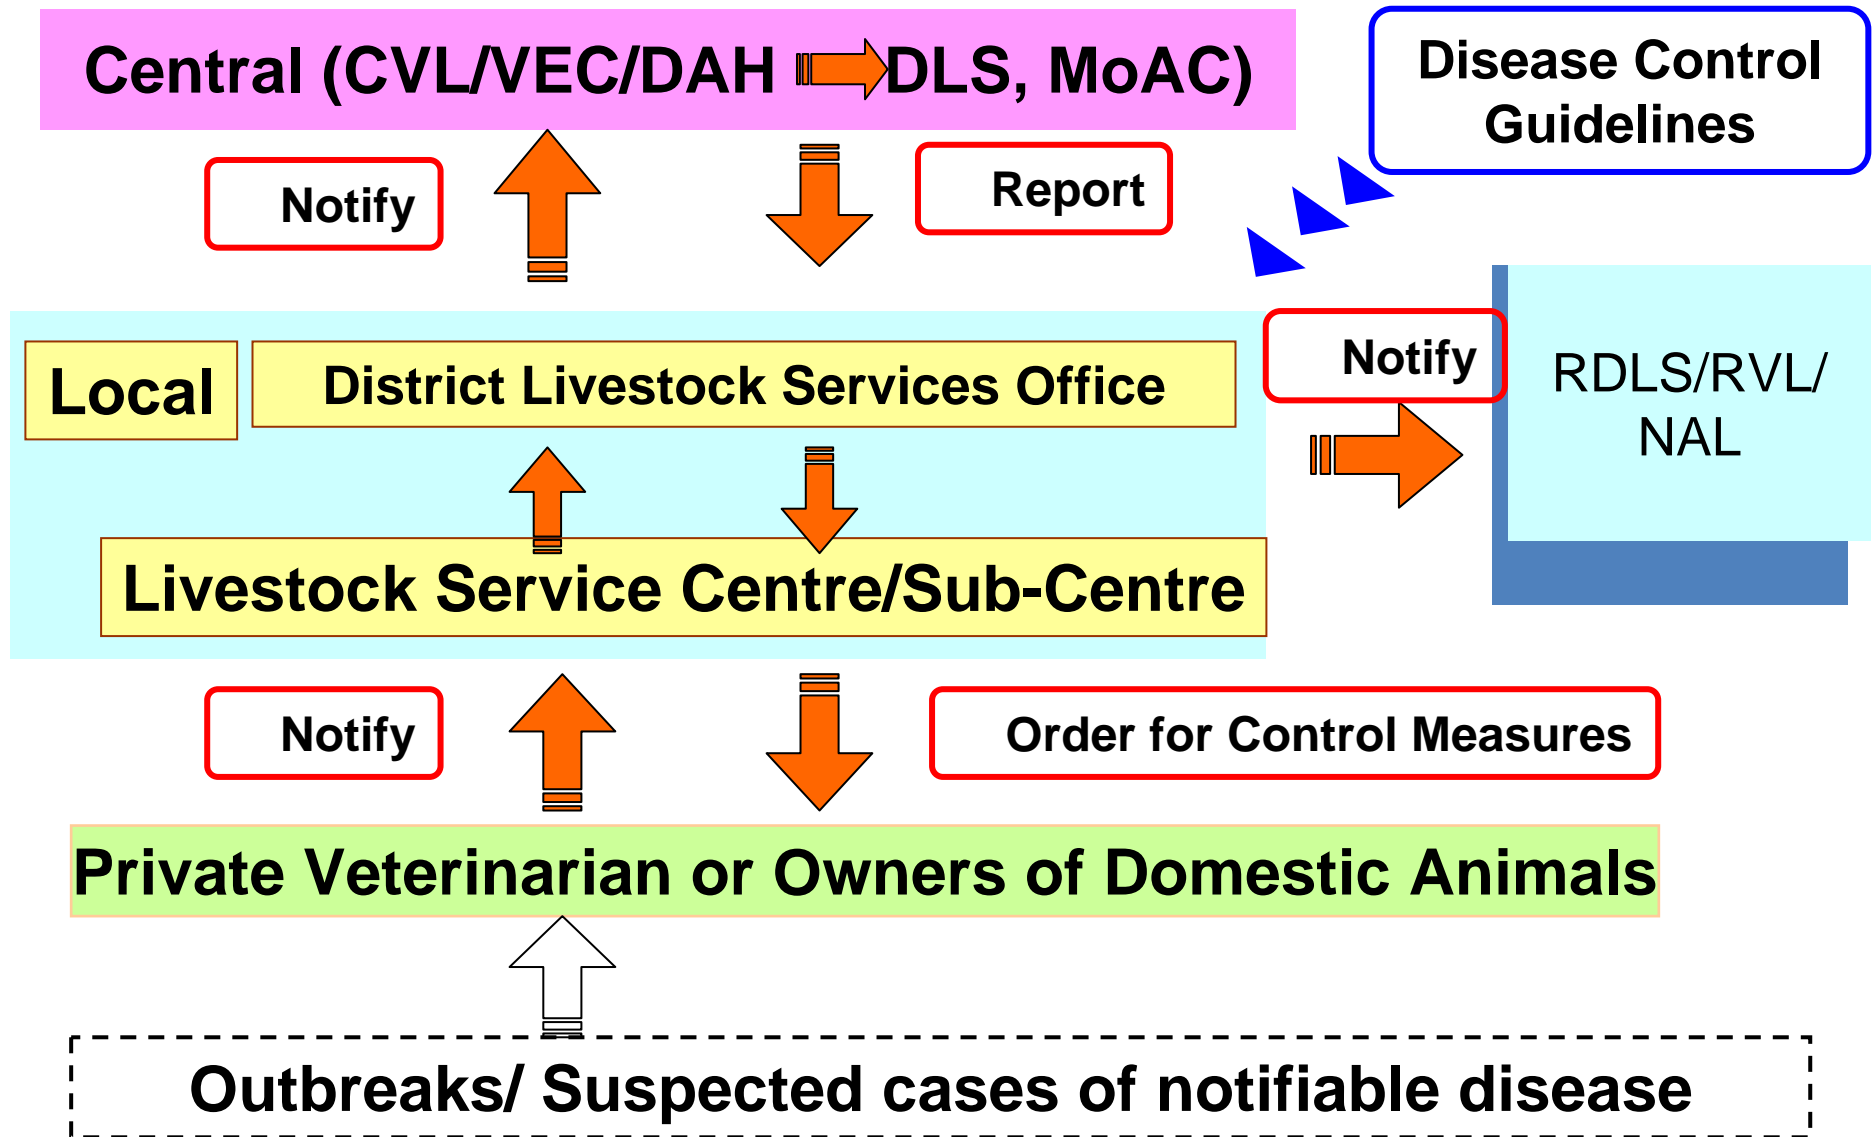 Central (CVL/VEC/DAH DLS, MoAC)
Disease Control
Guidelines
Notify
Report
Local
District Livestock Services Office
Notify
RDLS/RVL/
NAL
Livestock Service Centre/Sub-Centre
Notify
Order for Control Measures
Private Veterinarian or Owners of Domestic Animals
Outbreaks/ Suspected cases of notifiable disease